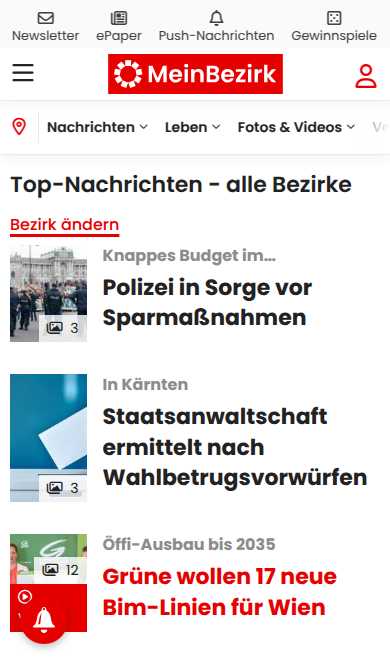 Newsletter
ePaper
Push-Nachrichten
Gewinnspiele
MeinBezirk
Nachrichten
Leben
Fotos & Videos
Top-Nachrichten - alle Bezirke
Bezirk ändern
Knappes Budget im...
Polizei in Sorge vor
Sparmaßnahmen
3
In Kärnten
Staatsanwaltschaft
ermittelt nach
Wahlbetrugsvorwürfen
3
Öffi-Ausbau bis 2035
Grüne wollen 17 neue
Bim-Linien für Wien
12